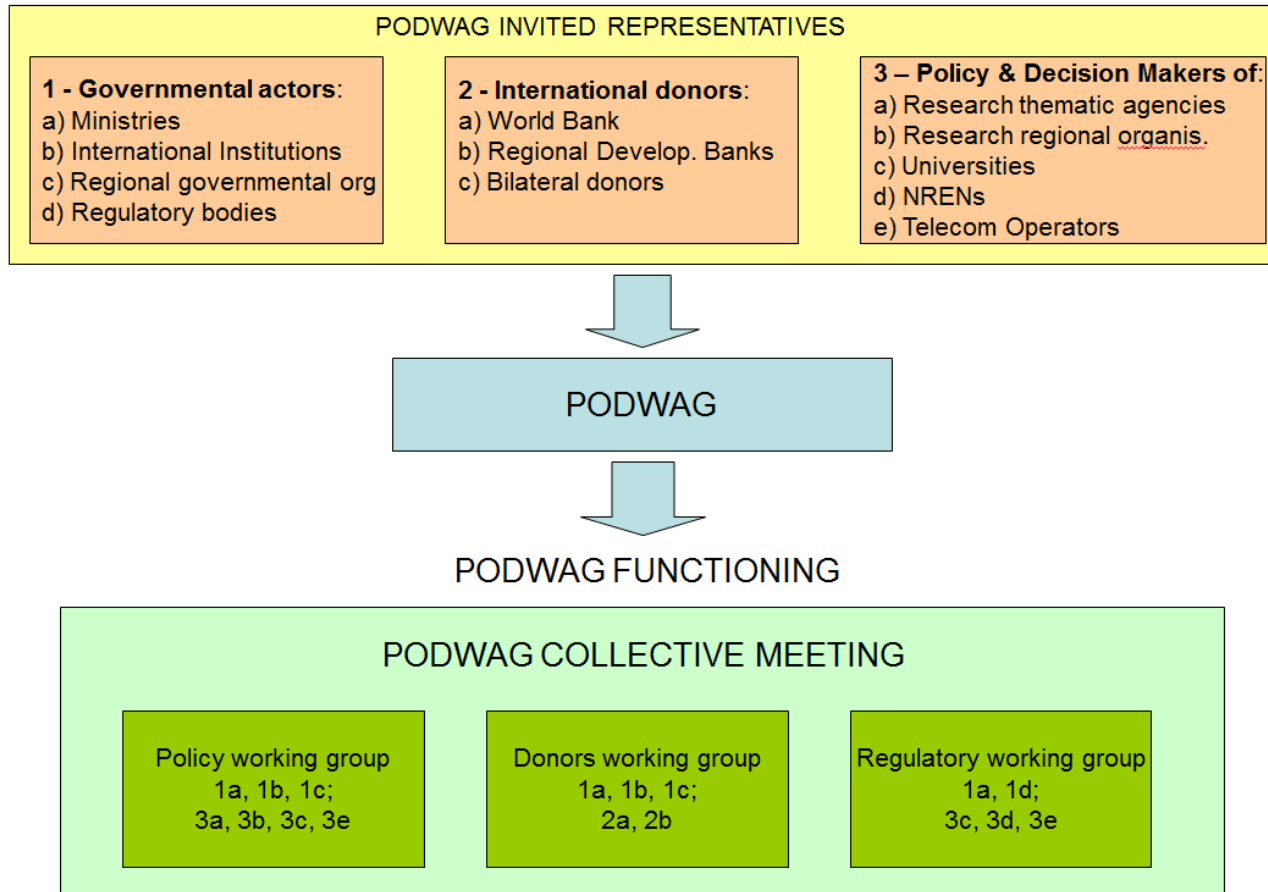 PODWAG INVITED REPRESENTATIVES
1 - Governmental actors:
a) Ministries
b) International Institutions
c) Regional governmental org
d) Regulatory bodies
2 - International donors:
a) World Bank
b) Regional Develop. Banks
c) Bilateral donors
3 – Policy & Decision Makers of:
a) Research thematic agencies
b) Research regional organis.
c) Universities
d) NRENs
e) Telecom Operators
PODWAG
PODWAG FUNCTIONING
PODWAG COLLECTIVE MEETING
Policy working group
1a, 1b, 1c;
3a, 3b, 3c, 3e
Donors working group
1a, 1b, 1c;
2a, 2b
Regulatory working group
1a, 1d;
3c, 3d, 3e